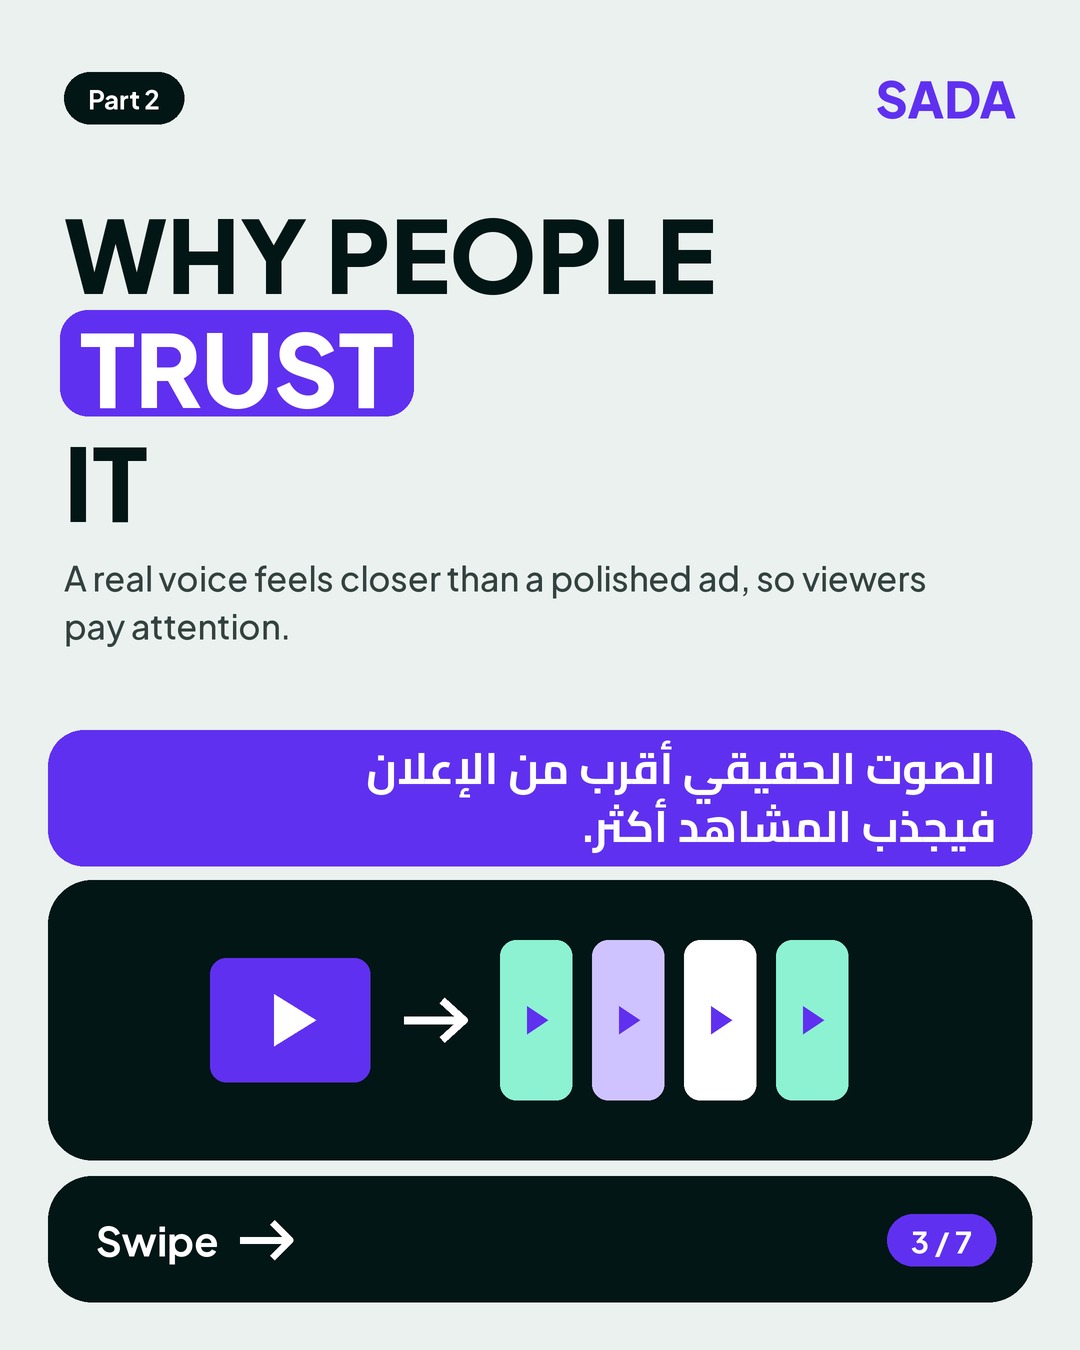 Part 2
SADA
WHY PEOPLE
TRUST
IT
A real voice feels closer than a polished ad, so viewers
pay attention.
الصوت الحقيقي أقرب من الإعلان
فيجذب المشاهد أكثر.
Swipe →
3 / 7